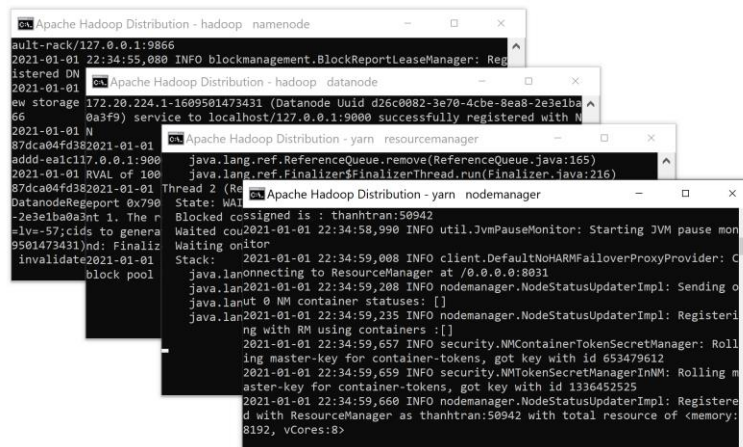 Apache Hadoop Distribution - hadoop namenode
ault-rack/127.0.0.1:9866
2021-01-01 22:34:55,080 INFO blockmanagement.BlockReportLeaseManager: Reg
istered DN
2021-01-01
ew storage
66
2021-01-01
87dca04fd38
addd-ea1c11
2021-01-01
87dca04fd38
DatanodeReg
-2e3e1ba0a3
=lv=-57;cid
9501473431)
invalidate
Apache Hadoop Distribution - hadoop datanode
172.20.224.1-1609501473431 (Datanode Uuid d26c0082-3e70-4cbe-8ea8-2e3e1ba
0a3f9) service to localhost/127.0.0.1:9000 successfully registered with N
N
2021-01-01
7.0.0.1:900
RVAL of 100
2021-01-01
eport 0x790
nt 1. The r
s to genera
nd: Finaliz
2021-01-01
block pool
Apache Hadoop Distribution - yarn resourcemanager
java.lang.ref.ReferenceQueue.remove(ReferenceQueue.java:165)
java.lang.ref.Finalizer$FinalizerThread.run(Finalizer.java:216)
Thread 2 (Re
State: WAI
Blocked co
Waited cou
Waiting on
Stack:
java.lan
java.lan
java.lan
java.lan
Apache Hadoop Distribution - yarn nodemanager
ssigned is : thanhtran:50942
2021-01-01 22:34:58,990 INFO util.JvmPauseMonitor: Starting JVM pause mon
itor
2021-01-01 22:34:59,008 INFO client.DefaultNoHARMFailoverProxyProvider: C
onnecting to ResourceManager at /0.0.0.0:8031
2021-01-01 22:34:59,208 INFO nodemanager.NodeStatusUpdaterImpl: Sending o
ut 0 NM container statuses: []
2021-01-01 22:34:59,235 INFO nodemanager.NodeStatusUpdaterImpl: Registeri
ng with RM using containers :[]
2021-01-01 22:34:59,657 INFO security.NMContainerTokenSecretManager: Roll
ing master-key for container-tokens, got key with id 653479612
2021-01-01 22:34:59,659 INFO security.NMTokenSecretManagerInNM: Rolling m
aster-key for container-tokens, got key with id 1336452525
2021-01-01 22:34:59,660 INFO nodemanager.NodeStatusUpdaterImpl: Registere
d with ResourceManager as thanhtran:50942 with total resource of <memory:
8192, vCores:8>